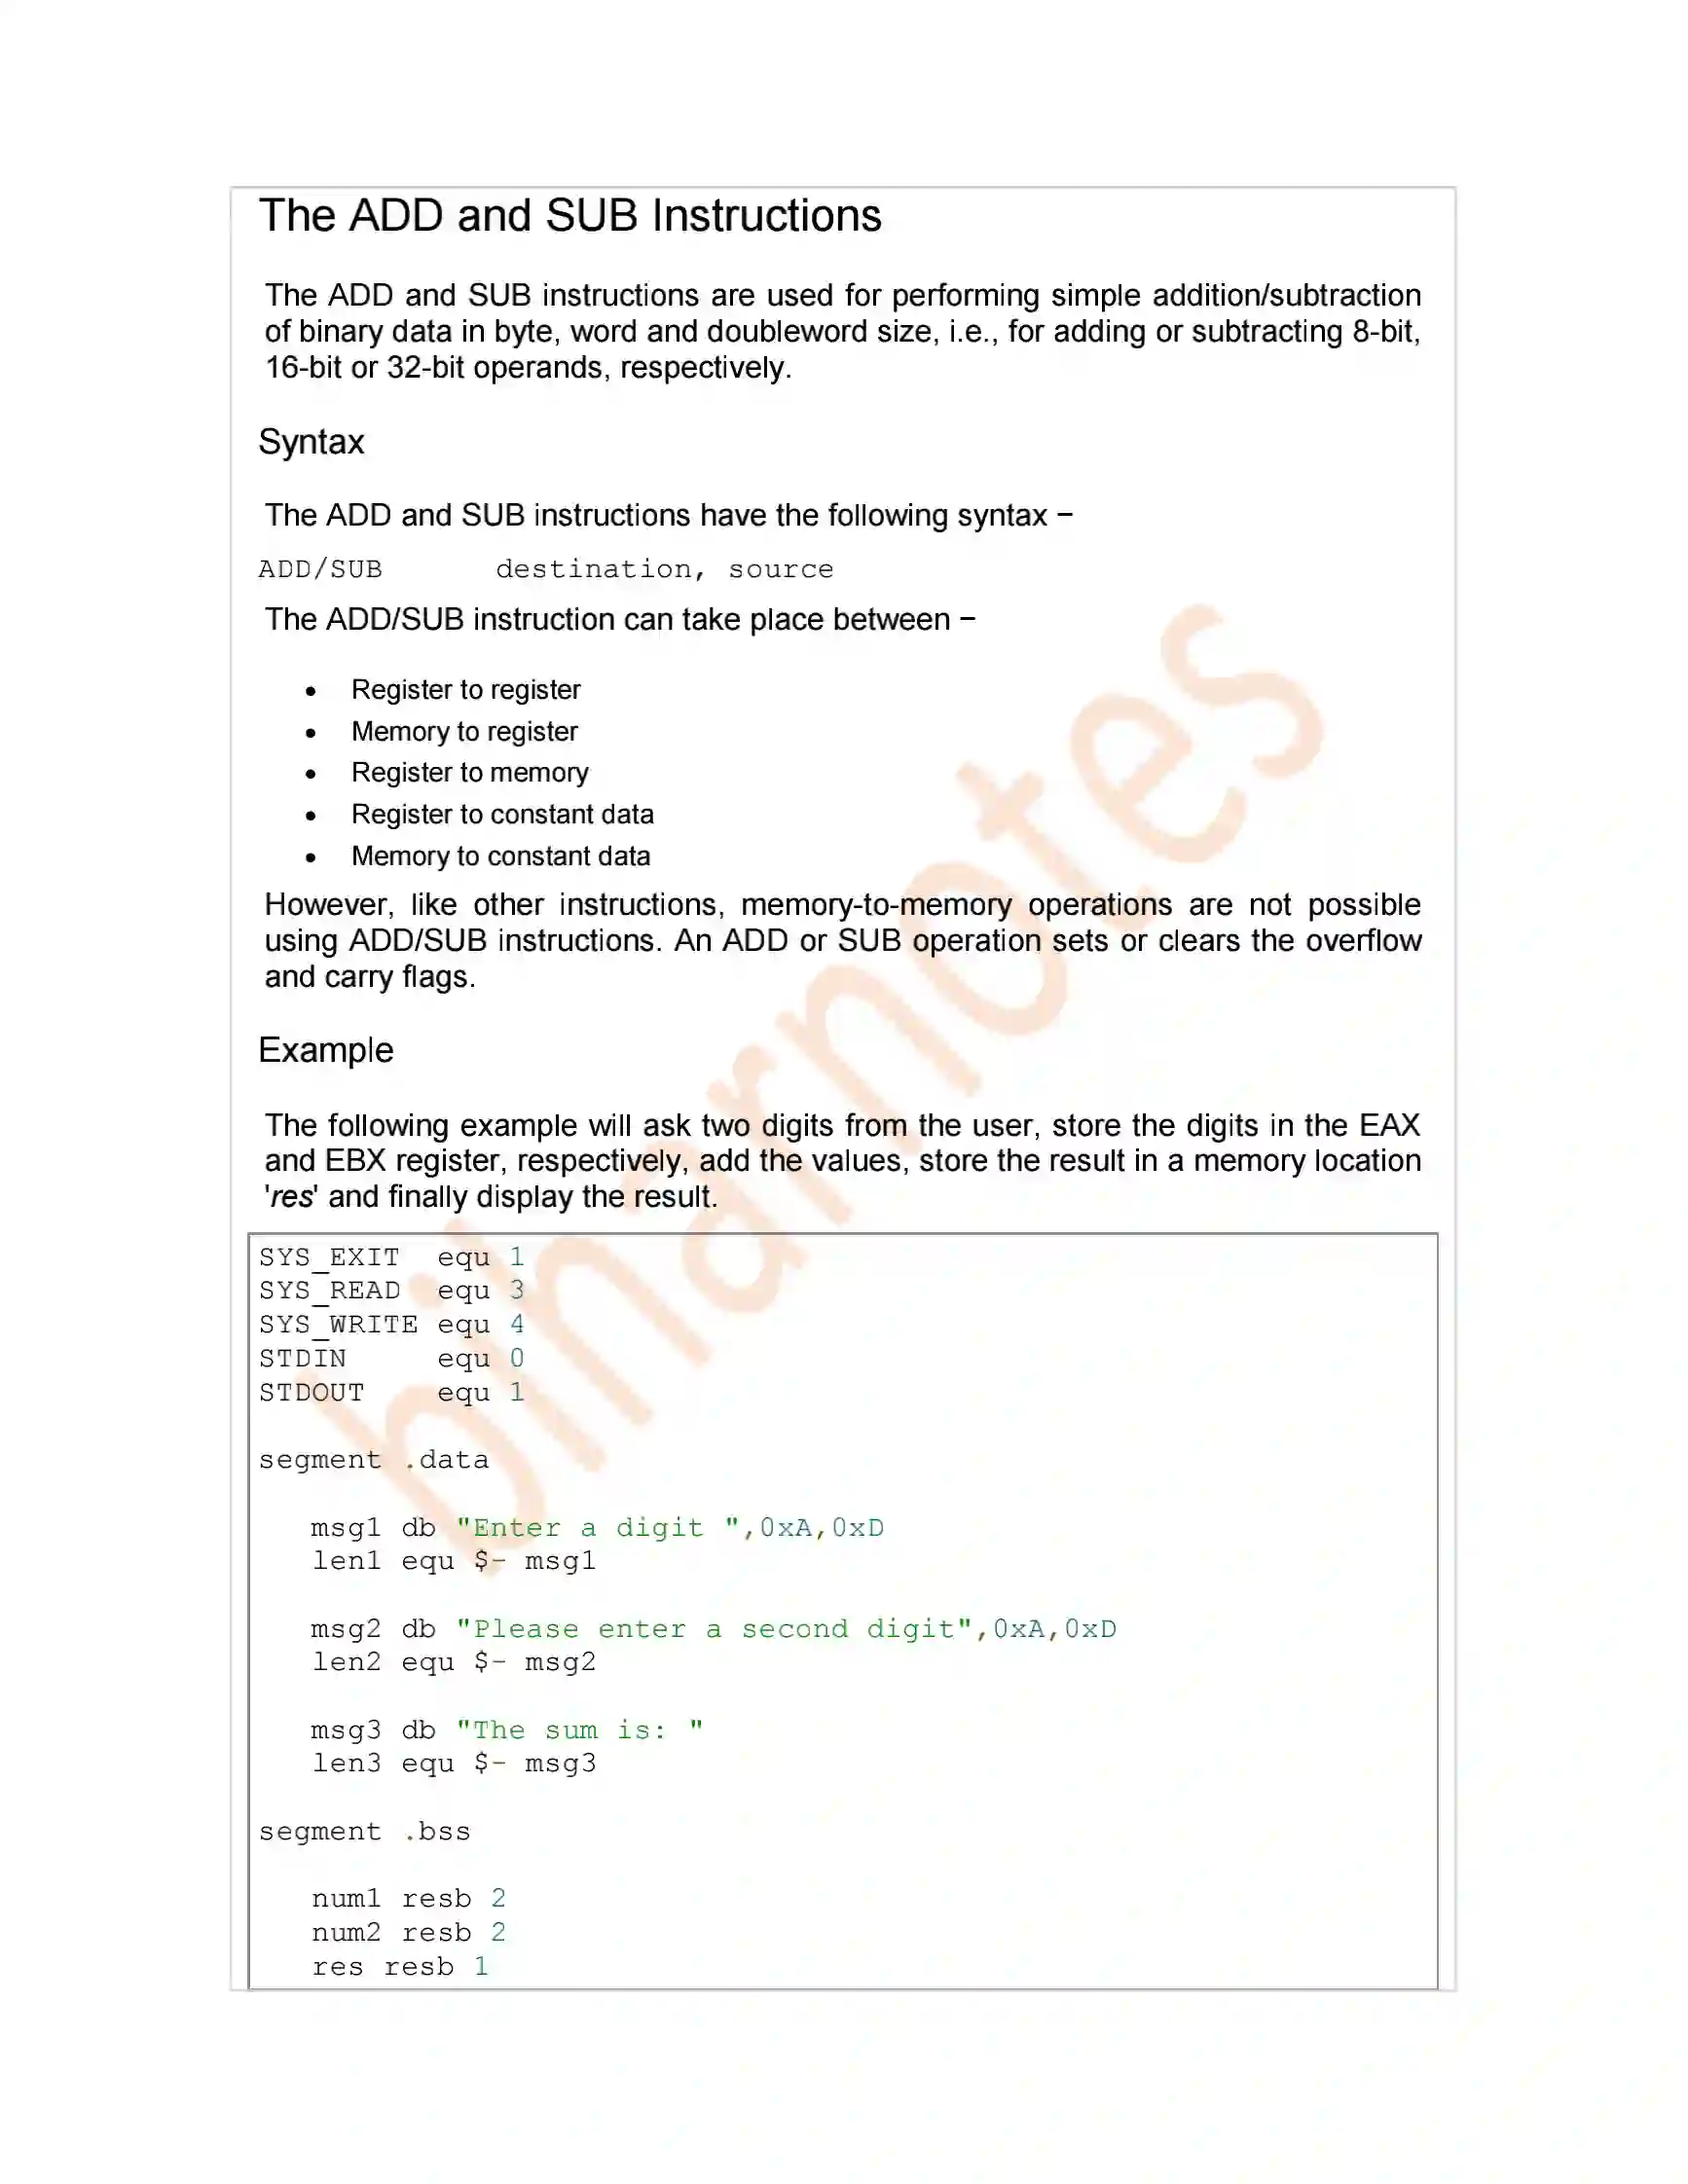 The ADD and SUB Instructions
The ADD and SUB instructions are used for performing simple addition/subtraction
of binary data in byte, word and doubleword size, i.e., for adding or subtracting 8-bit,
16-bit or 32-bit operands, respectively.
Syntax
The ADD and SUB instructions have the following syntax −
ADD/SUB      destination, source
The ADD/SUB instruction can take place between −
• Register to register
• Memory to register
• Register to memory
• Register to constant data
• Memory to constant data
However, like other instructions, memory-to-memory operations are not possible
using ADD/SUB instructions. An ADD or SUB operation sets or clears the overflow
and carry flags.
Example
The following example will ask two digits from the user, store the digits in the EAX
and EBX register, respectively, add the values, store the result in a memory location
'res' and finally display the result.
SYS_EXIT  equ 1
SYS_READ  equ 3
SYS_WRITE equ 4
STDIN     equ 0
STDOUT    equ 1
segment .data
   msg1 db "Enter a digit ",0xA,0xD
   len1 equ $- msg1
   msg2 db "Please enter a second digit",0xA,0xD
   len2 equ $- msg2
   msg3 db "The sum is: "
   len3 equ $- msg3
segment .bss
   num1 resb 2
   num2 resb 2
   res resb 1
biharnotes